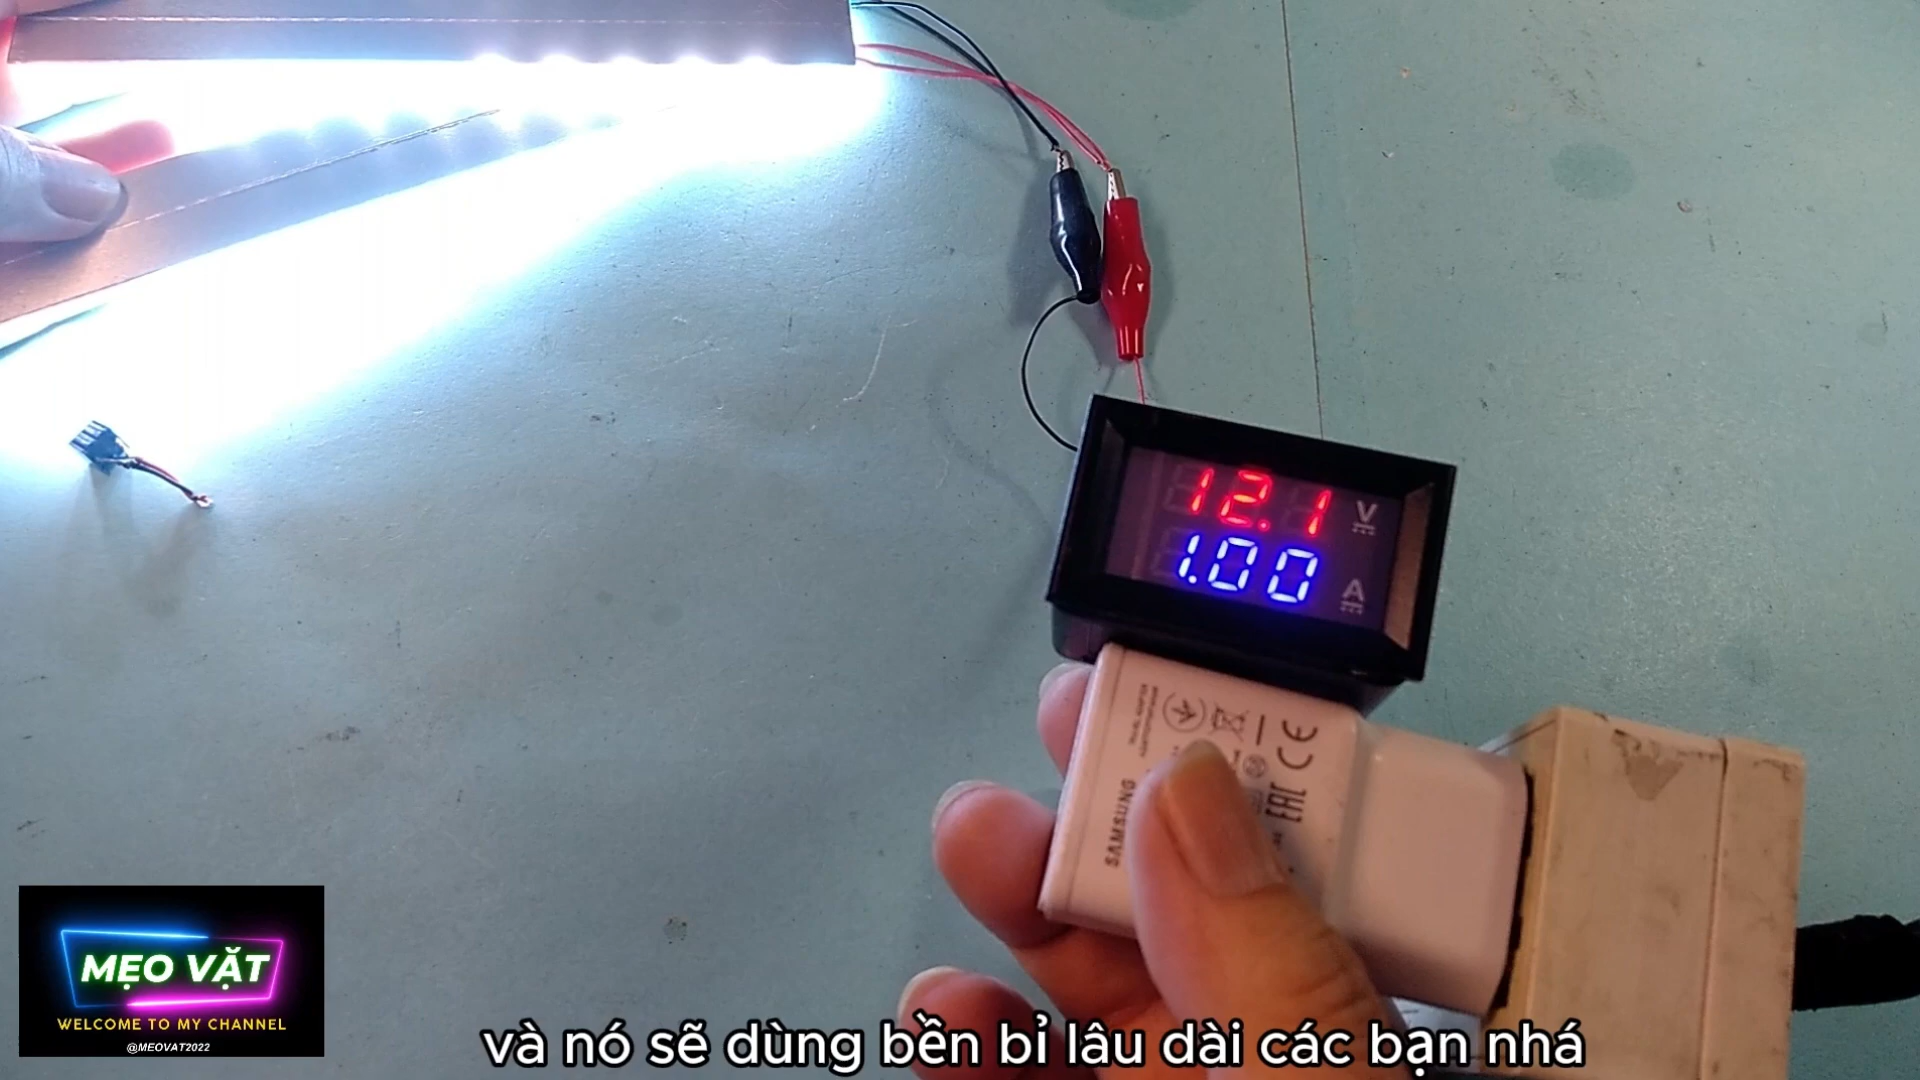 12.1 V
1.00 A
SAMSUNG
EAC
CE
MẸO VẶT
WELCOME TO MY CHANNEL
@MEOVAT2022
và nó sẽ dùng bền bỉ lâu dài các bạn nhá